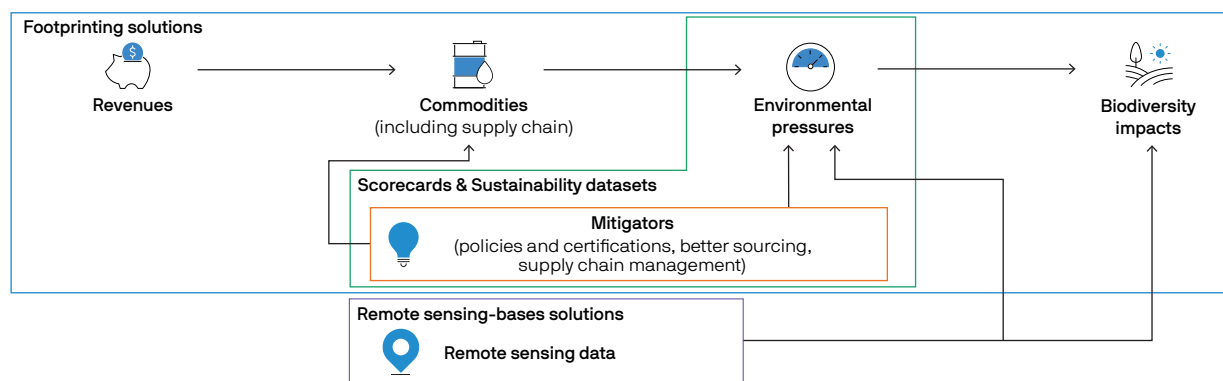 Footprinting solutions
$
Revenues
Commodities
(including supply chain)
Environmental
pressures
Biodiversity
impacts
Scorecards & Sustainability datasets
Mitigators
(policies and certifications, better sourcing,
supply chain management)
Remote sensing-bases solutions
Remote sensing data